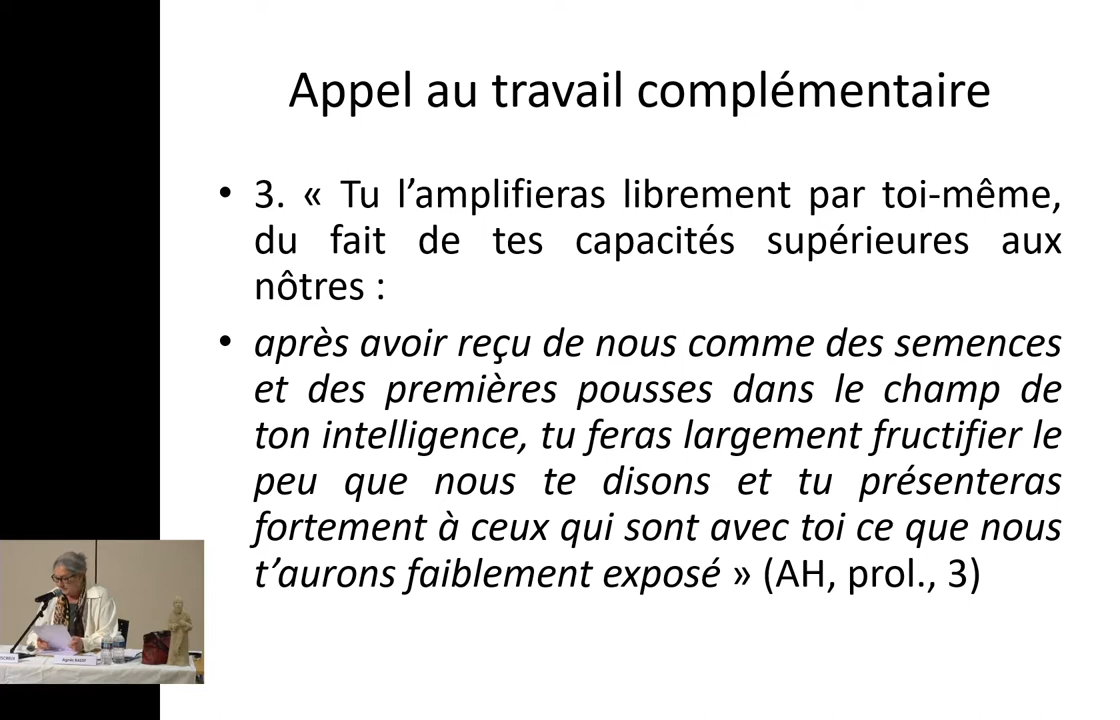 Appel au travail complémentaire
• 3. « Tu l’amplifieras librement par toi-même,
du fait de tes capacités supérieures aux
nôtres :
• après avoir reçu de nous comme des semences
et des premières pousses dans le champ de
ton intelligence, tu feras largement fructifier le
peu que nous te disons et tu présenteras
fortement à ceux qui sont avec toi ce que nous
t’aurons faiblement exposé » (AH, prol., 3)
Agnès